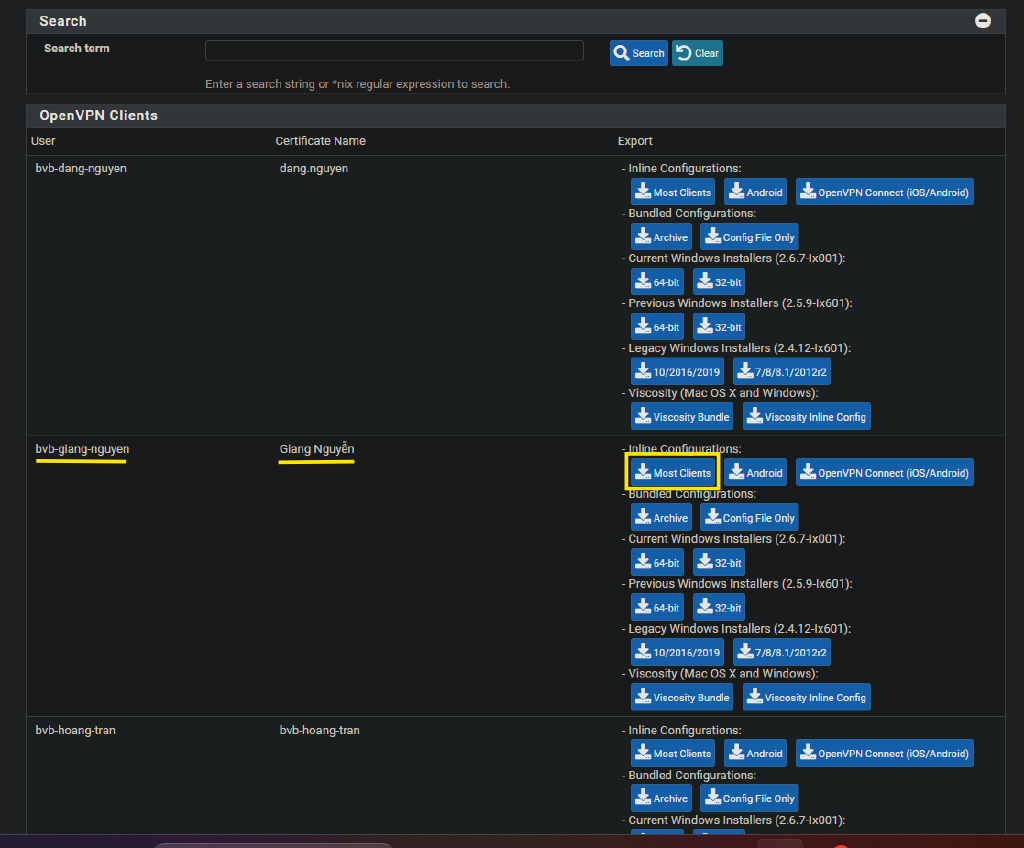 Search
Search term
Search Clear
Enter a search string or *nix regular expression to search.
OpenVPN Clients
User Certificate Name Export
bvb-dang-nguyen dang.nguyen - Inline Configurations:
Most Clients Android OpenVPN Connect (iOS/Android)
- Bundled Configurations:
Archive Config File Only
- Current Windows Installers (2.6.7-Ix001):
64-bit 32-bit
- Previous Windows Installers (2.5.9-Ix601):
64-bit 32-bit
- Legacy Windows Installers (2.4.12-Ix601):
10/2016/2019 7/8/8.1/2012r2
- Viscosity (Mac OS X and Windows):
Viscosity Bundle Viscosity Inline Config
bvb-giang-nguyen Giang Nguyễn - Inline Configurations:
Most Clients Android OpenVPN Connect (iOS/Android)
- Bundled Configurations:
Archive Config File Only
- Current Windows Installers (2.6.7-Ix001):
64-bit 32-bit
- Previous Windows Installers (2.5.9-Ix601):
64-bit 32-bit
- Legacy Windows Installers (2.4.12-Ix601):
10/2016/2019 7/8/8.1/2012r2
- Viscosity (Mac OS X and Windows):
Viscosity Bundle Viscosity Inline Config
bvb-hoang-tran bvb-hoang-tran - Inline Configurations:
Most Clients Android OpenVPN Connect (iOS/Android)
- Bundled Configurations:
Archive Config File Only
- Current Windows Installers (2.6.7-Ix001):